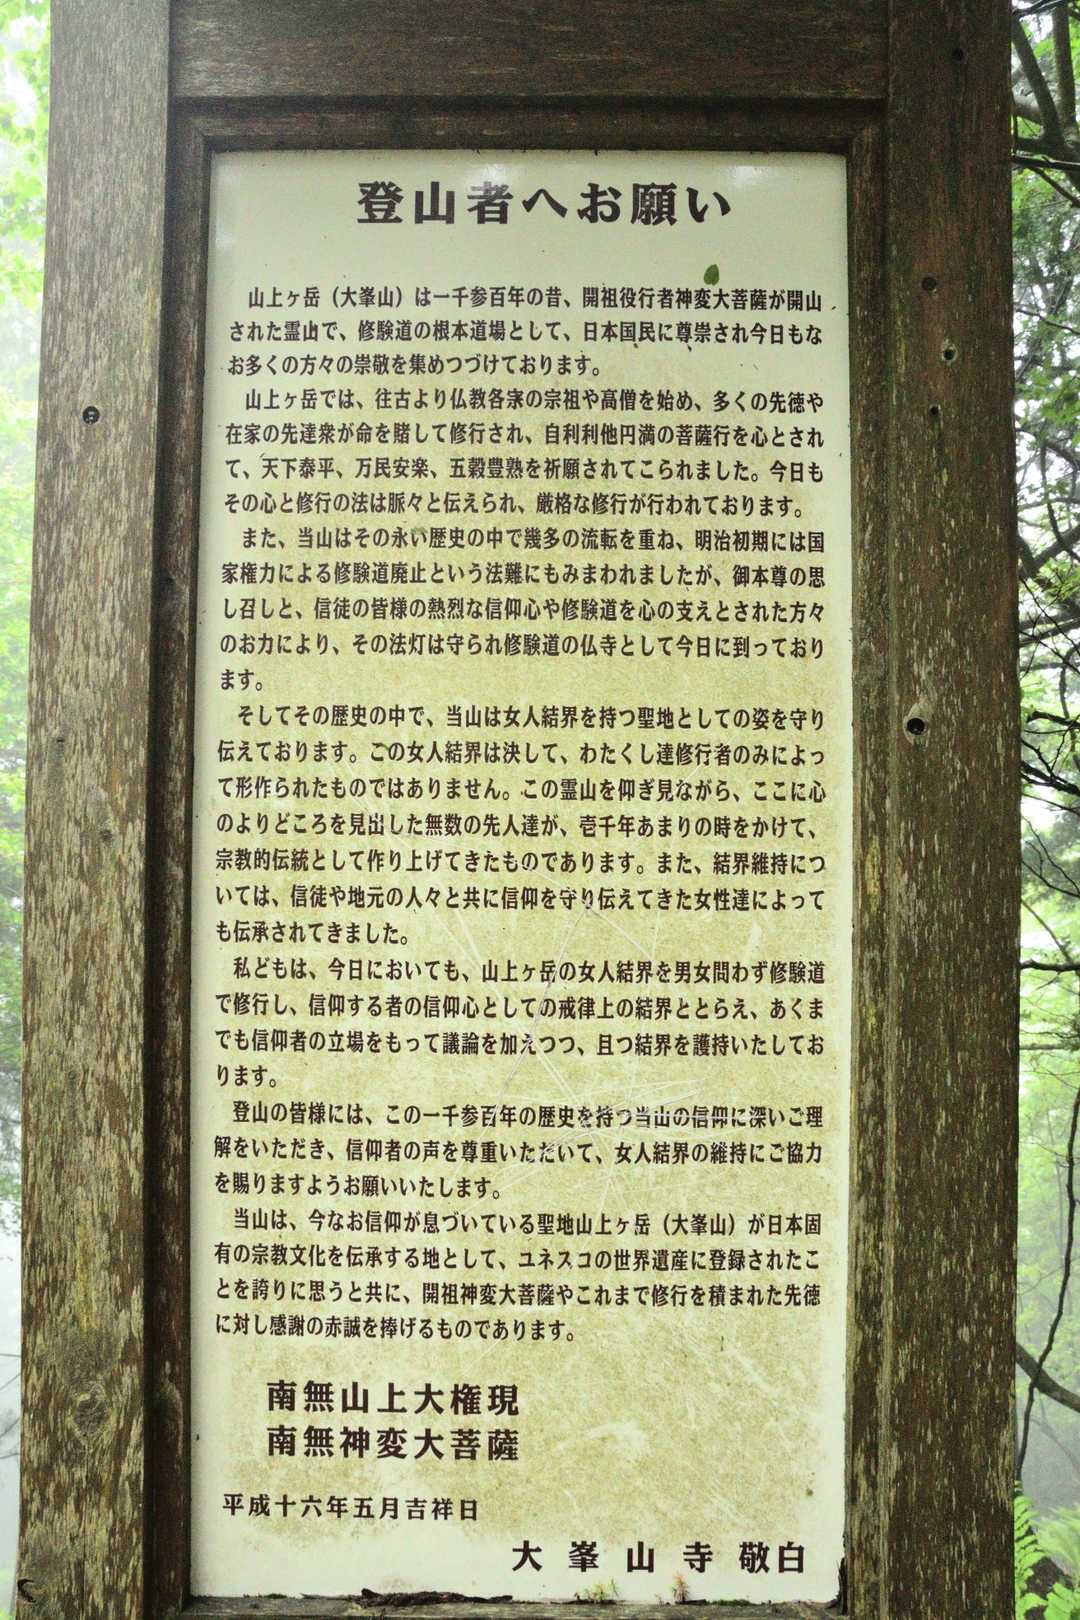 登山者へお願い
山上ヶ岳（大峯山）は一千参百年の昔、開祖役行者神変大菩薩が開山
された霊山で、修験道の根本道場として、日本国民に尊崇され今日もな
お多くの方々の崇敬を集めつづけております。
山上ヶ岳では、往古より仏教各家の宗祖や高僧を始め、多くの先徳や
在家の先達衆が命を賭して修行され、自利利他円満の菩薩行を心とされ
て、天下泰平、万民安楽、五穀豊熟を祈願されてこられました。今日も
その心と修行の法は脈々と伝えられ、厳格な修行が行われております。
また、当山はその永い歴史の中で幾多の流転を重ね、明治初期には国
家権力による修験道廃止という法難にもみまわれましたが、御本尊の思
し召しと、信徒の皆様の熱烈な信仰心や修験道を心の支えとされた方々
のお力により、その法灯は守られ修験道の仏寺として今日に到っており
ます。
そしてその歴史の中で、当山は女人結界を持つ聖地としての姿を守り
伝えております。この女人結界は決して、わたくし達修行者のみによっ
て形作られたものではありません。この霊山を仰ぎ見ながら、ここに心
のよりどころを見出した無数の先人達が、壱千年あまりの時をかけて、
宗教的伝統として作り上げてきたものであります。また、結界維持につ
いては、信徒や地元の人々と共に信仰を守り伝えてきた女性達によって
も伝承されてきました。
私どもは、今日においても、山上ヶ岳の女人結界を男女問わず修験道
で修行し、信仰する者の信仰心としての戒律上の結界ととらえ、あくま
でも信仰者の立場をもって議論を加えつつ、且つ結界を護持いたしてお
ります。
登山の皆様には、この一千参百年の歴史を持つ当山の信仰に深いご理
解をいただき、信仰者の声を尊重いただいて、女人結界の維持にご協力
を賜りますようお願いいたします。
当山は、今なお信仰が息づいている聖地山上ヶ岳（大峯山）が日本固
有の宗教文化を伝承する地として、ユネスコの世界遺産に登録されたこ
とを誇りに思うと共に、開祖神変大菩薩やこれまで修行を積まれた先徳
に対し感謝の赤誠を捧げるものであります。
南無山上大権現
南無神変大菩薩
平成十六年五月吉祥日
大峯山寺 敬白